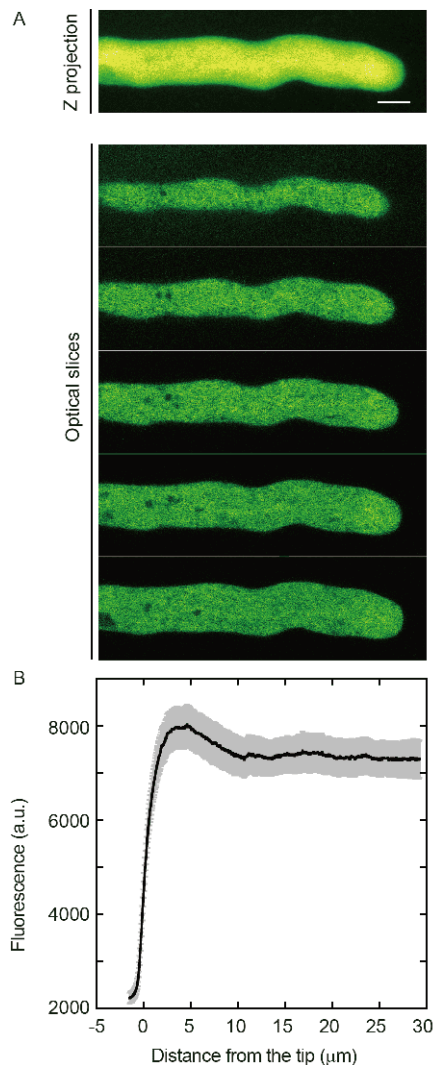 A
Z projection
Optical slices
B
8000
6000
4000
2000
Fluorescence (a.u.)
-5 0 5 10 15 20 25 30
Distance from the tip (μm)